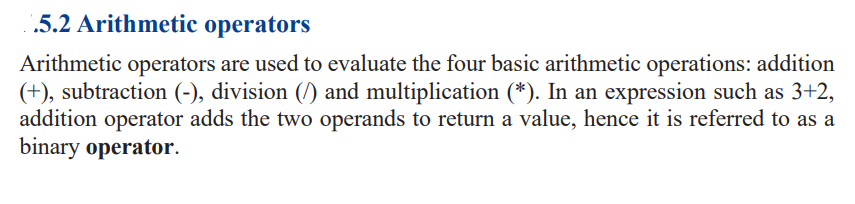 .5.2 Arithmetic operators
Arithmetic operators are used to evaluate the four basic arithmetic operations: addition
(+), subtraction (-), division (/) and multiplication (*). In an expression such as 3+2,
addition operator adds the two operands to return a value, hence it is referred to as a
binary operator.